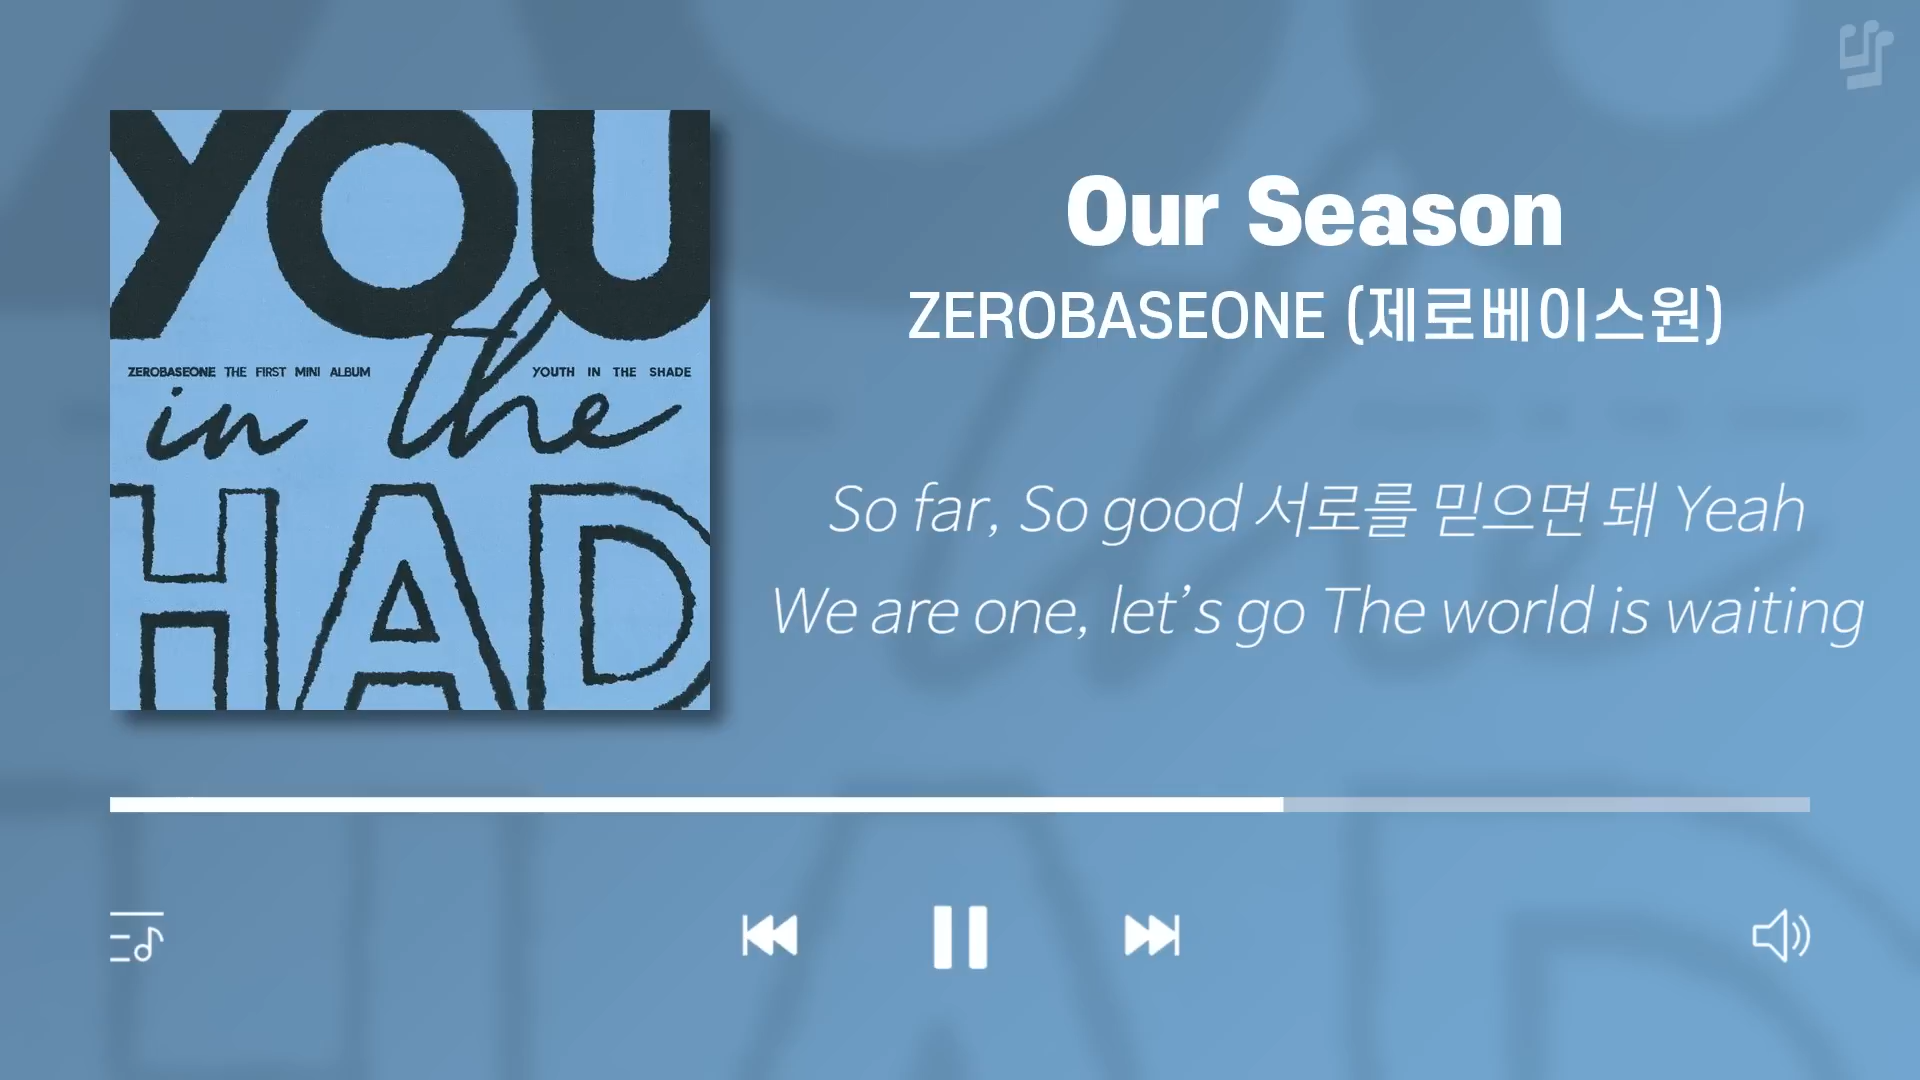 YOU
ZEROBASEONE THE FIRST MINI ALBUM
YOUTH IN THE SHADE
in the
HAD
Our Season
ZEROBASEONE (제로베이스원)
So far, So good 서로를 믿으면 돼 Yeah
We are one, let’s go The world is waiting